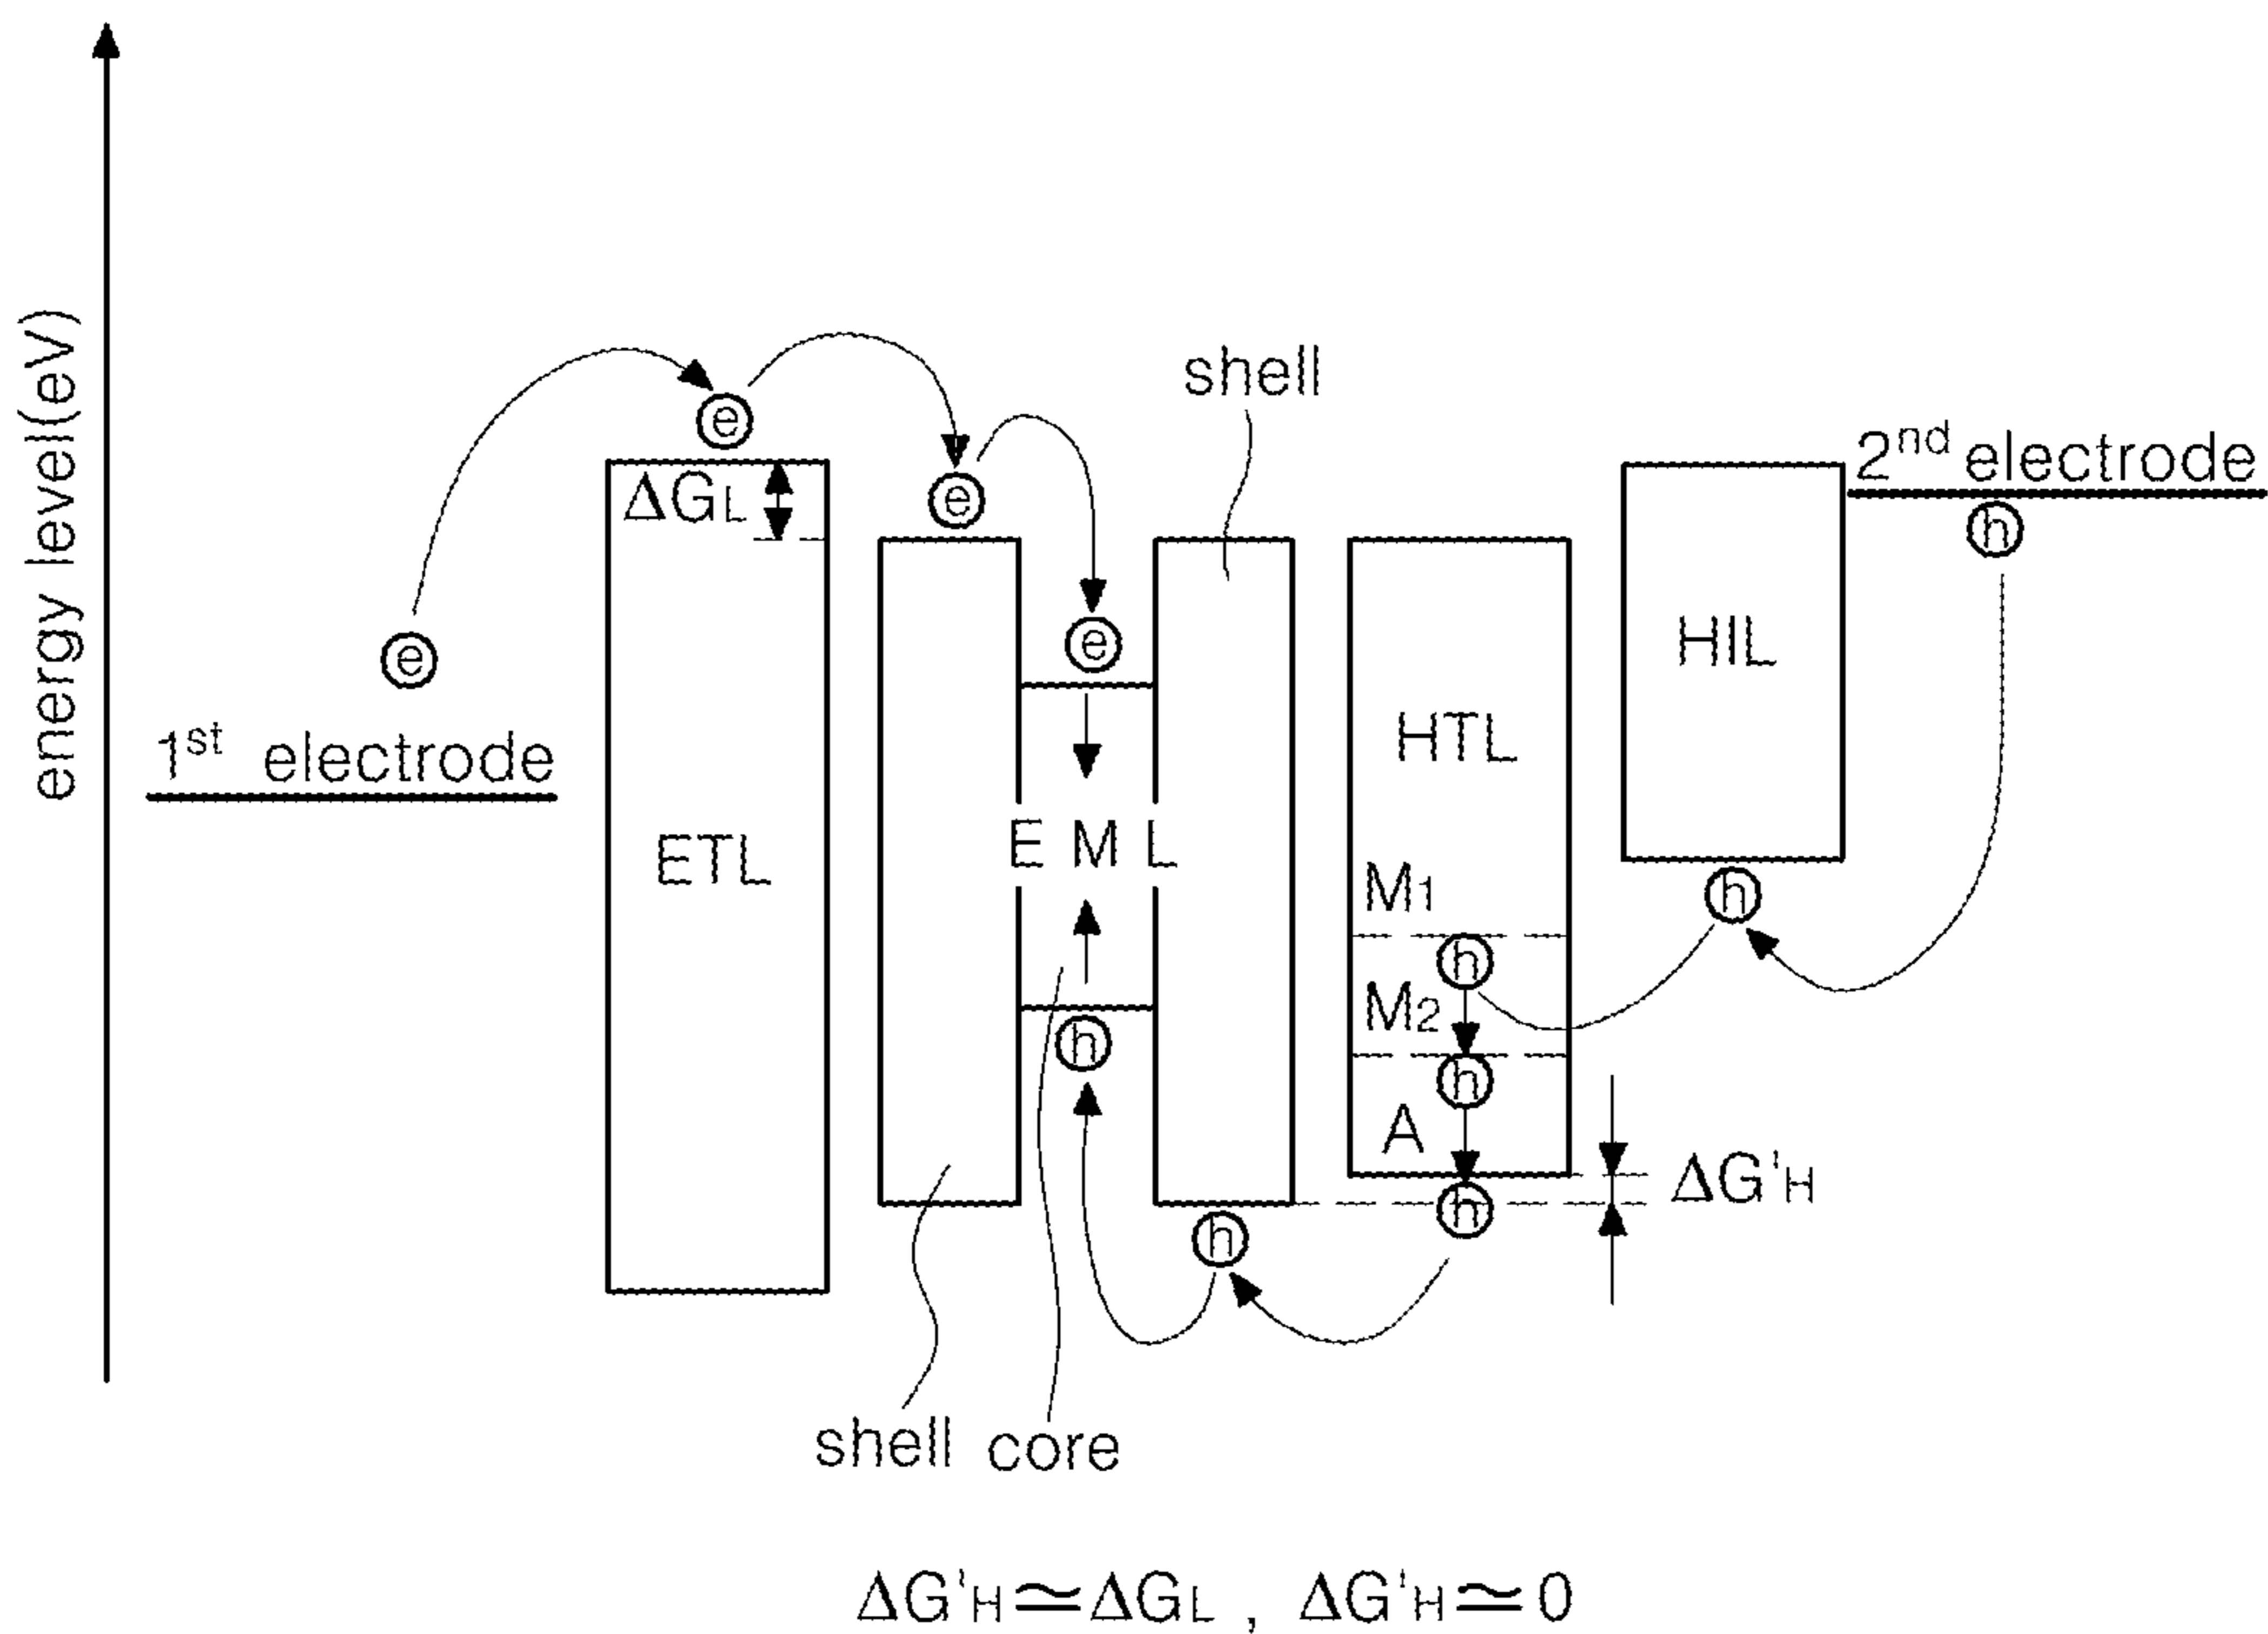 energy level(eV)
shell
2nd electrode
e
ΔGL
e
h
e
HIL
e
1st electrode
HTL
ETL
E M L
M1
h
h
M2
h
h
A
ΔG'H
h
h
shell core
ΔG'H≃ΔGL , ΔG'H≃0